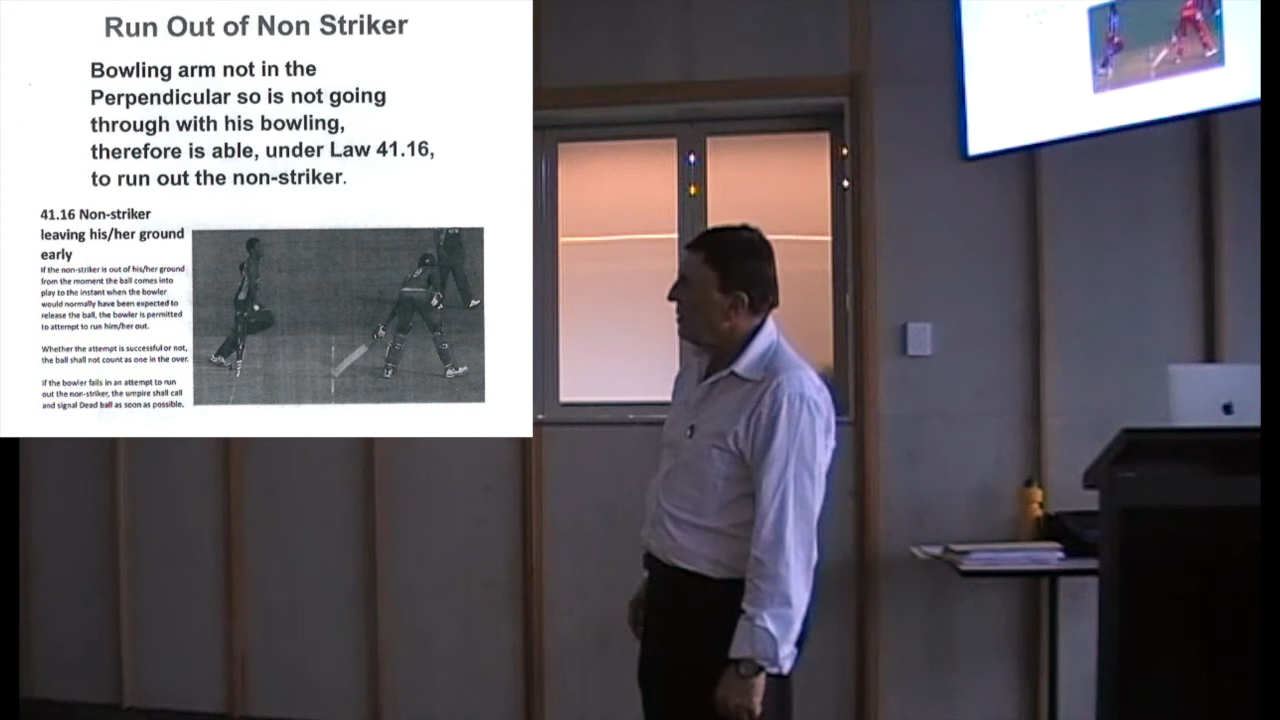 Run Out of Non Striker
Bowling arm not in the
Perpendicular so is not going
through with his bowling,
therefore is able, under Law 41.16,
to run out the non-striker.
41.16 Non-striker
leaving his/her ground
early
If the non-striker is out of his/her ground
from the moment the ball comes into
play to the instant when the bowler
would normally have been expected to
release the ball, the bowler is permitted
to attempt to run him/her out.
Whether the attempt is successful or not,
the ball shall not count as one in the over.
If the bowler fails in an attempt to run
out the non-striker, the umpire shall call
and signal Dead ball as soon as possible.